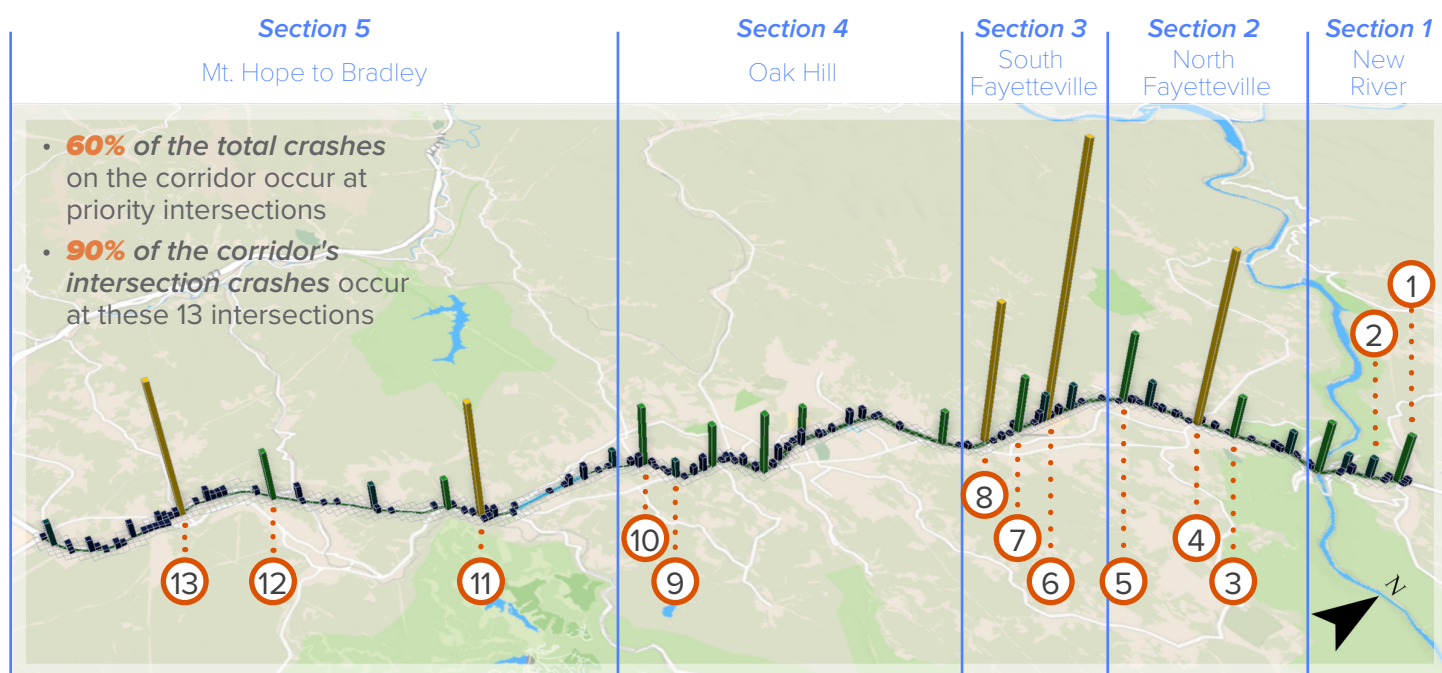 Section 5
Mt. Hope to Bradley
Section 4
Oak Hill
Section 3
South
Fayetteville
Section 2
North
Fayetteville
Section 1
New
River
• 60% of the total crashes
on the corridor occur at
priority intersections
• 90% of the corridor's
intersection crashes occur
at these 13 intersections
1
2
3
4
5
6
7
8
9
10
11
12
13
N